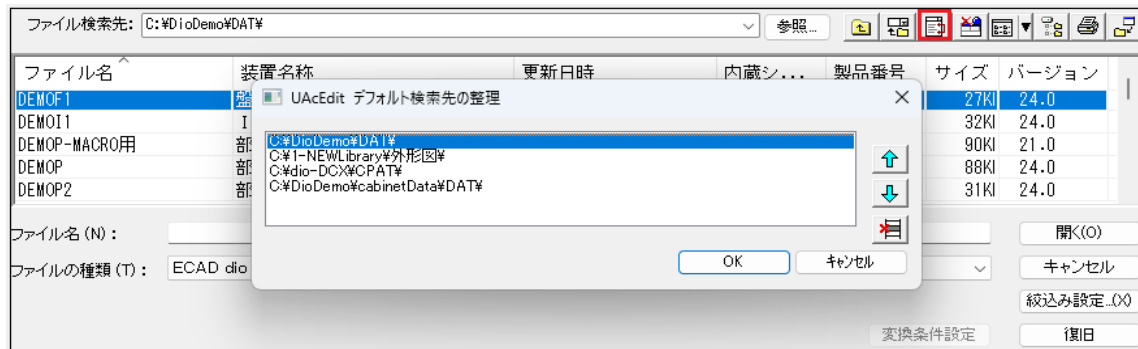 ファイル検索先: C:¥DioDemo¥DAT¥ 参照...
ファイル名 装置名称 更新日時 内蔵シ... 製品番号 サイズ バージョン
DEMOF1 盤 27KI 24.0
DEMOI1 I 32KI 24.0
DEMOP-MACRO用 部 90KI 21.0
DEMOP 部 88KI 24.0
DEMOP2 部 31KI 24.0
UAcEdit デフォルト検索先の整理
C:¥DioDemo¥DAT¥
C:¥1-NEWLibrary¥外形図¥
C:¥dio-DCX¥CPAT¥
C:¥DioDemo¥cabinetData¥DAT¥
OK キャンセル
ファイル名(N): 開く(O)
ファイルの種類(T): ECAD dio キャンセル
絞込み設定..(X)
変換条件設定 復旧